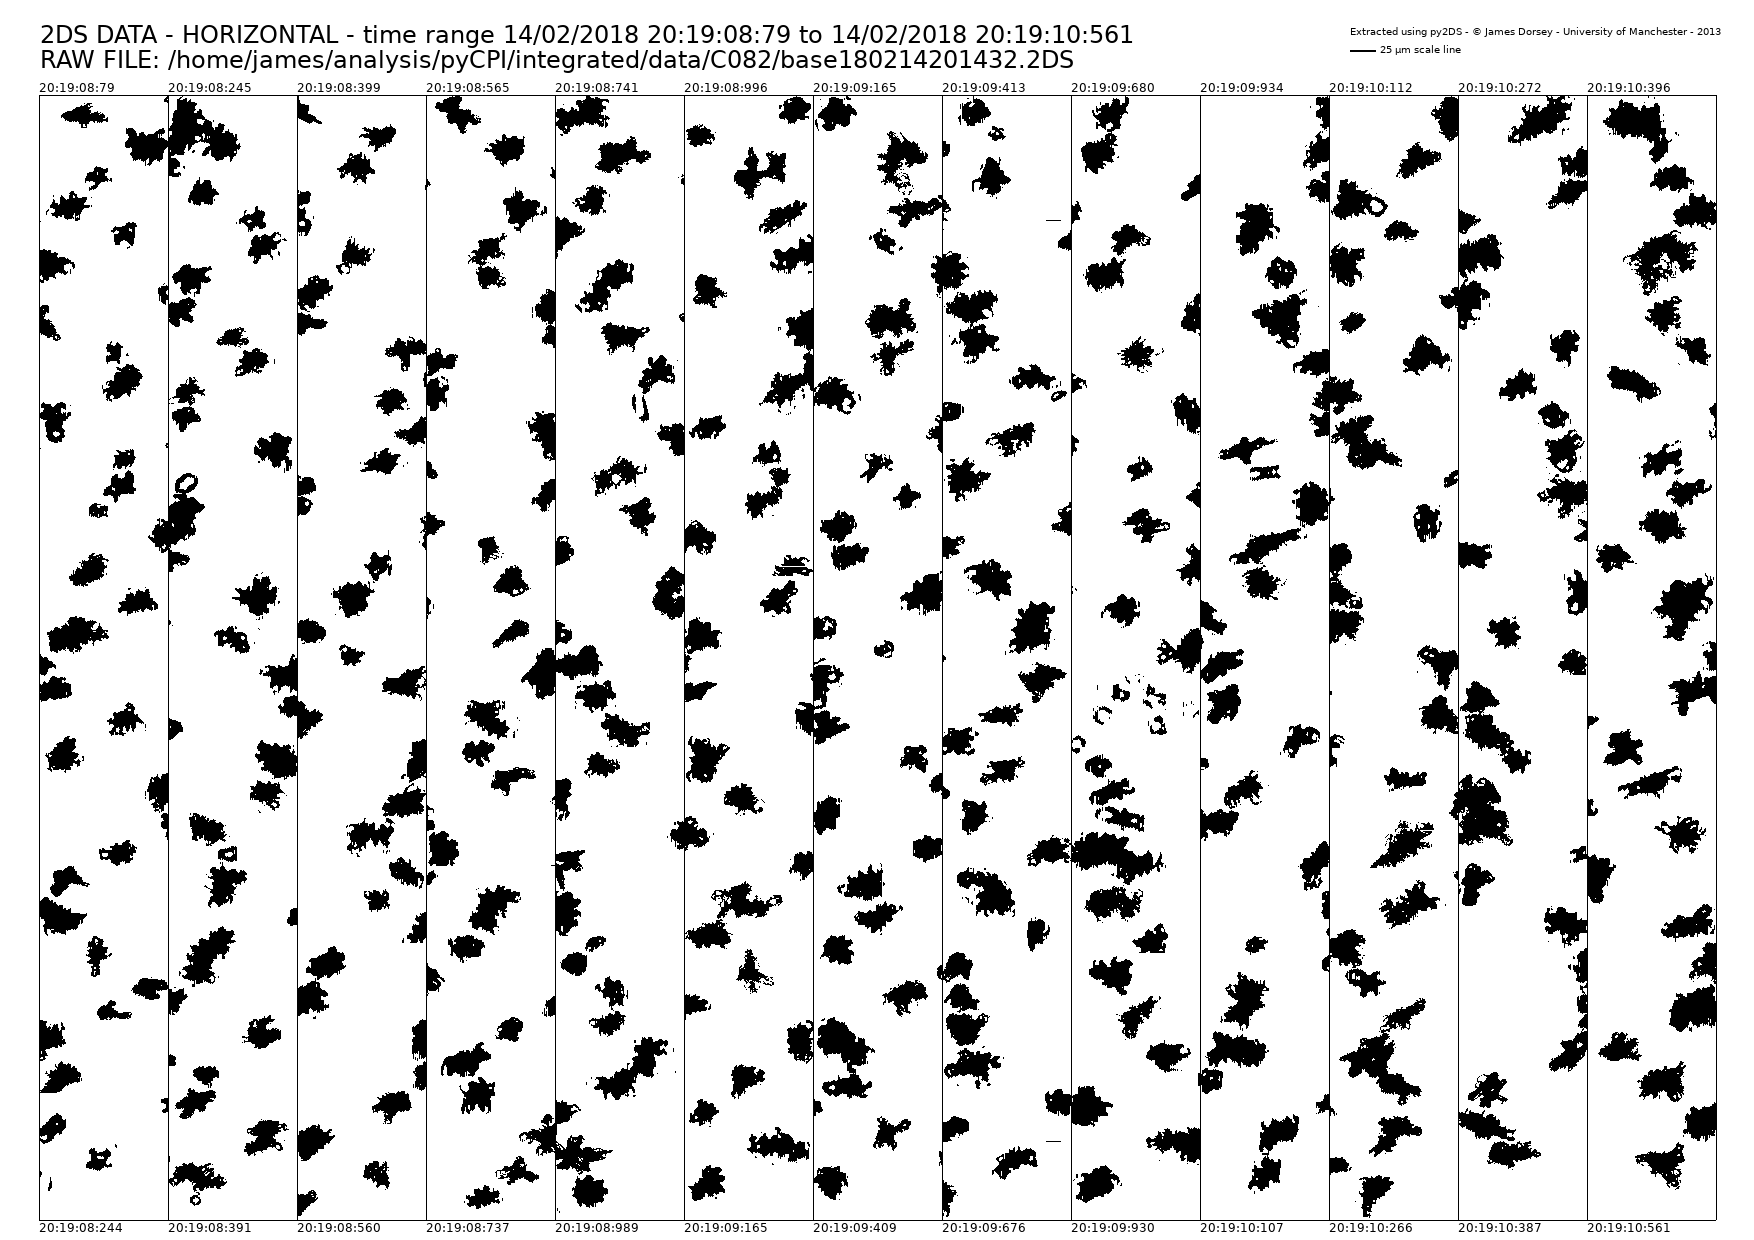 2DS DATA - HORIZONTAL - time range 14/02/2018 20:19:08:79 to 14/02/2018 20:19:10:561
RAW FILE: /home/james/analysis/pyCPI/integrated/data/C082/base180214201432.2DS
Extracted using py2DS - © James Dorsey - University of Manchester - 2013
25 µm scale line
20:19:08:79 20:19:08:245 20:19:08:399 20:19:08:565 20:19:08:741 20:19:08:996 20:19:09:165 20:19:09:413 20:19:09:680 20:19:09:934 20:19:10:112 20:19:10:272 20:19:10:396
20:19:08:244 20:19:08:391 20:19:08:560 20:19:08:737 20:19:08:989 20:19:09:165 20:19:09:409 20:19:09:676 20:19:09:930 20:19:10:107 20:19:10:266 20:19:10:387 20:19:10:561